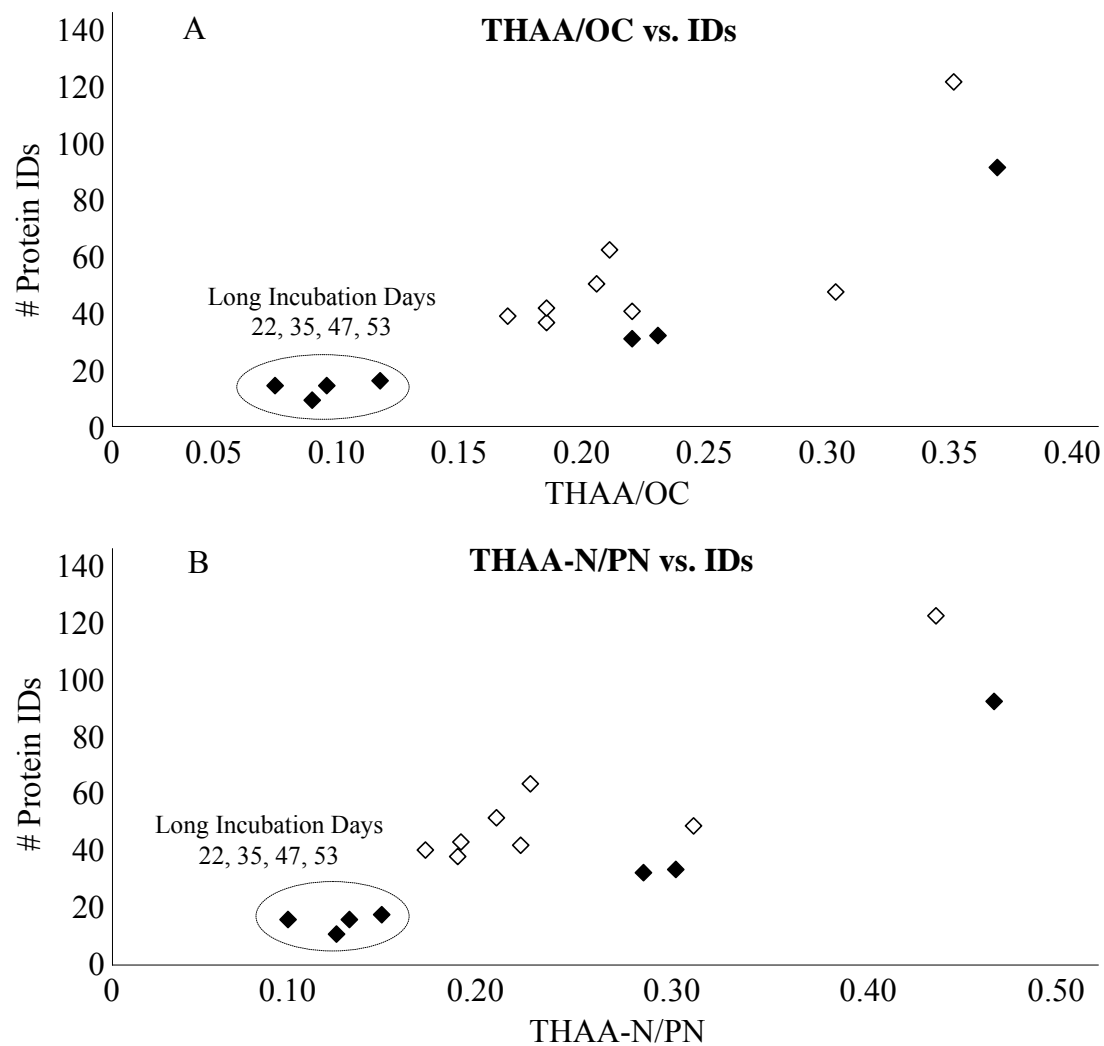 A
THAA/OC vs. IDs
140
120
100
80
60
40
20
0
# Protein IDs
Long Incubation Days
22, 35, 47, 53
0 0.05 0.10 0.15 0.20 0.25 0.30 0.35 0.40
THAA/OC
B
THAA-N/PN vs. IDs
140
120
100
80
60
40
20
0
# Protein IDs
Long Incubation Days
22, 35, 47, 53
0 0.10 0.20 0.30 0.40 0.50
THAA-N/PN